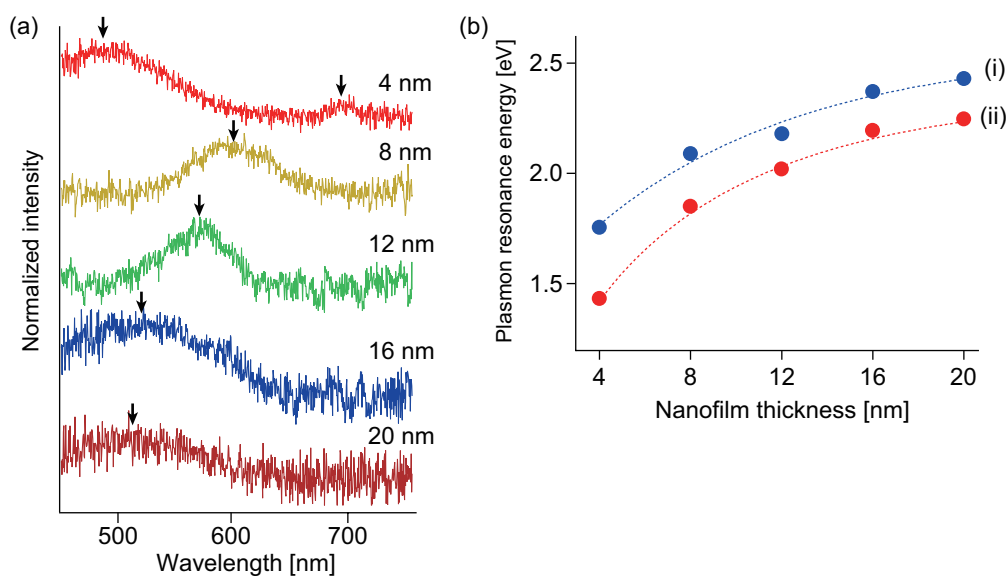 (a)
4 nm
8 nm
12 nm
16 nm
20 nm
Normalized intensity
500 600 700
Wavelength [nm]
(b)
Plasmon resonance energy [eV]
2.5
2.0
1.5
(i)
(ii)
4 8 12 16 20
Nanofilm thickness [nm]